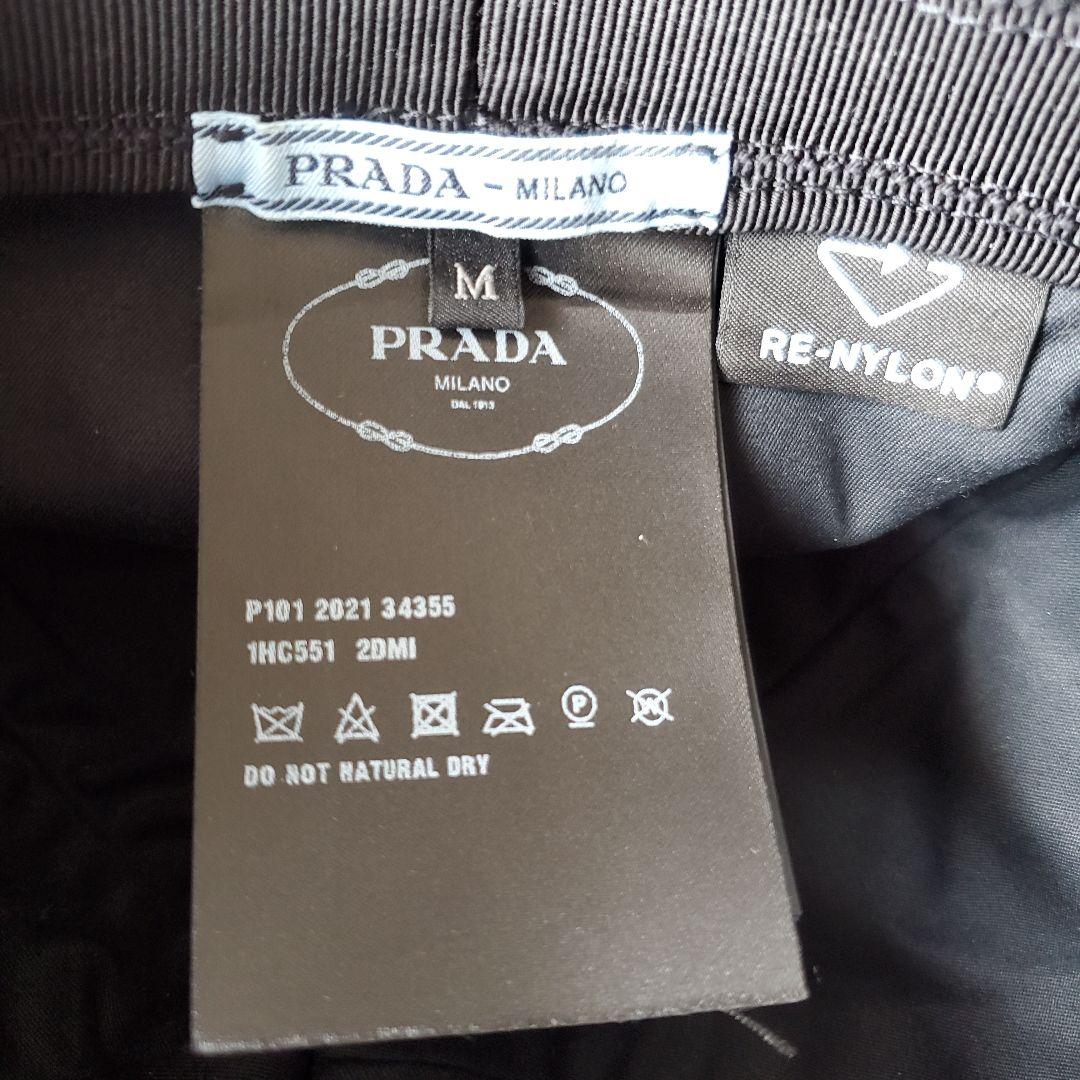 PRADA - MILANO
M
PRADA
MILANO
DAL 1913
RE-NYLON®
P101 2021 34355
1HC551 2DMI
P
W
DO NOT NATURAL DRY